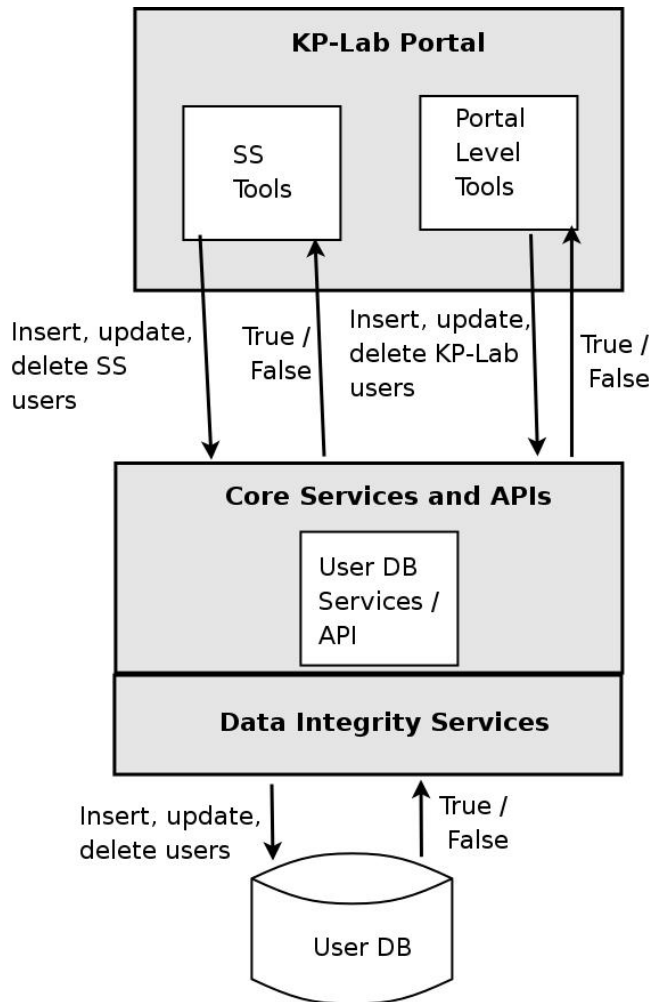 KP-Lab Portal
SS
Tools
Portal
Level
Tools
Insert, update,
delete SS
users
True /
False
Insert, update,
delete KP-Lab
users
True /
False
Core Services and APIs
User DB
Services /
API
Data Integrity Services
Insert, update,
delete users
True /
False
User DB